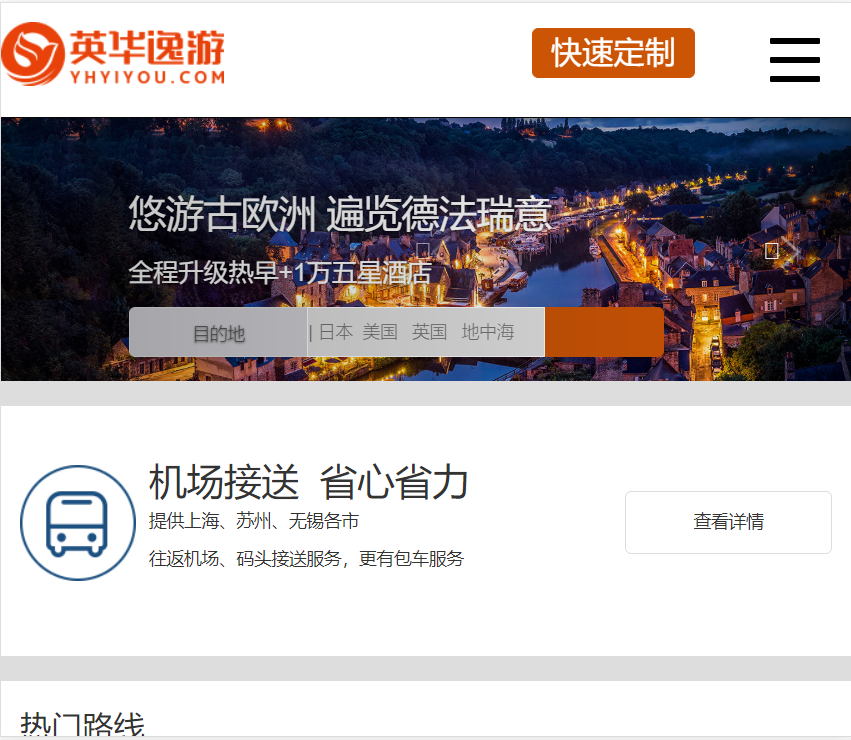 英华逸游
YHYIYOU.COM
快速定制
悠游古欧洲 遍览德法瑞意
全程升级热早+1万五星酒店
目的地 | 日本 美国 英国 地中海
机场接送 省心省力
提供上海、苏州、无锡各市
往返机场、码头接送服务，更有包车服务
查看详情
热门路线